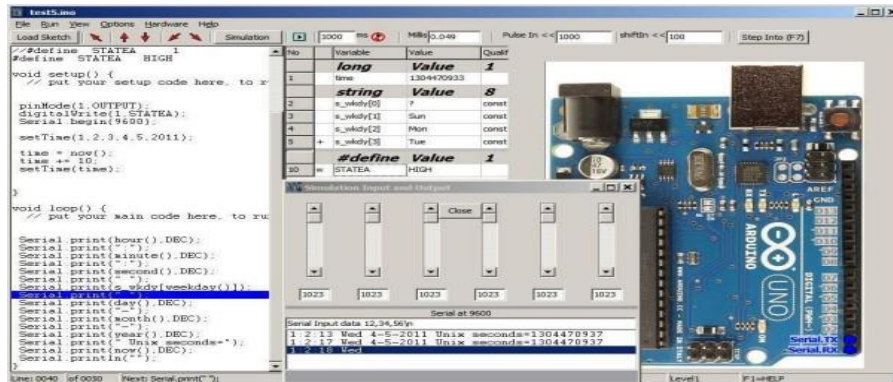 test5.ino
File Run View Options Hardware Help
Load Sketch Simulation 1000 ms Millis 0.049 Pulse In << 1000 shiftIn << 100 Step Into (F7)
//#define STATEA 1
#define STATEA HIGH
void setup() {
// put your setup code here, to r
pinMode(1,OUTPUT);
digitalWrite(1,STATEA);
Serial.begin(9600);
setTime(1,2,3,4,5,2011);
time = now();
time += 10;
setTime(time);
}
void loop() {
// put your main code here, to ru
Serial.print(hour(),DEC);
Serial.print(":");
Serial.print(minute(),DEC);
Serial.print(":");
Serial.print(second(),DEC);
Serial.print(" ");
Serial.print(s_wkdy[weekday()]);
Serial.print(" ");
Serial.print(day(),DEC);
Serial.print("-");
Serial.print(month(),DEC);
Serial.print("-");
Serial.print(year(),DEC);
Serial.print(" Unix seconds=");
Serial.print(now(),DEC);
Serial.println("");
}
No Variable Value Qualif
long Value 1
1 time 1304470933
string Value 8
2 s_wkdy[0] ? const
3 s_wkdy[1] Sun const
4 s_wkdy[2] Mon const
5 + s_wkdy[3] Tue const
#define Value 1
10 w STATEA HIGH
Simulation Input and Output
Close
1023 1023 1023 1023 1023 1023
Serial at 9600
Serial Input data 12,34,56\n
1:2:13 Wed 4-5-2011 Unix seconds=1304470937
1:2:17 Wed 4-5-2011 Unix seconds=1304470937
1:2:18 Wed
AREF
GND
ARDUINO
UNO
DIGITAL (PWM~)
TX
RX
L
ON
Serial.TX
Serial.RX
Line: 0040 of 0050 Next: Serial.print(" "); Level1 F1=HELP